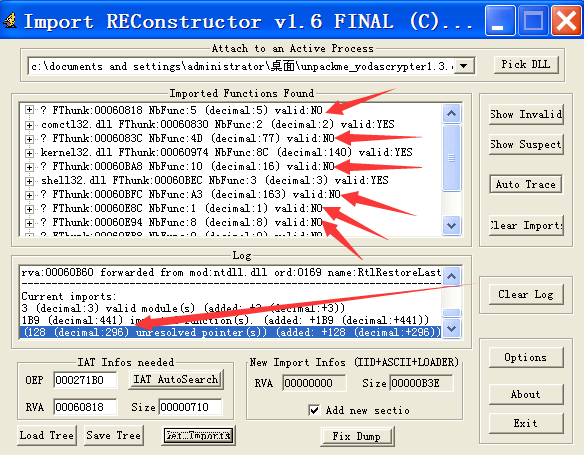 Import REConstructor v1.6 FINAL (C)...
Attach to an Active Process
c:\documents and settings\administrator\桌面\unpackme_yodascrypter1.3.
Pick DLL
Imported Functions Found
? FThunk:00060818 NbFunc:5 (decimal:5) valid:NO
comctl32.dll FThunk:00060830 NbFunc:2 (decimal:2) valid:YES
? FThunk:0006083C NbFunc:4D (decimal:77) valid:NO
kernel32.dll FThunk:00060974 NbFunc:8C (decimal:140) valid:YES
? FThunk:00060BA8 NbFunc:10 (decimal:16) valid:NO
shell32.dll FThunk:00060BEC NbFunc:3 (decimal:3) valid:YES
? FThunk:00060BFC NbFunc:A3 (decimal:163) valid:NO
? FThunk:00060E8C NbFunc:1 (decimal:1) valid:NO
? FThunk:00060E94 NbFunc:8 (decimal:8) valid:NO
Show Invalid
Show Suspect
Auto Trace
Clear Imports
Log
rva:00060B60 forwarded from mod:ntdll.dll ord:0169 name:RtlRestoreLast
Current imports:
3 (decimal:3) valid module(s) (added: +3 (decimal:+3))
1B9 (decimal:441) imported function(s). (added: +1B9 (decimal:+441))
(128 (decimal:296) unresolved pointer(s)) (added: +128 (decimal:+296))
Clear Log
IAT Infos needed
OEP 000271B0 IAT AutoSearch
RVA 00060818 Size 00000710
New Import Infos (IID+ASCII+LOADER)
RVA 00000000 Size 00000B3E
Add new sectio
Load Tree Save Tree Get Imports
Fix Dump
Options
About
Exit